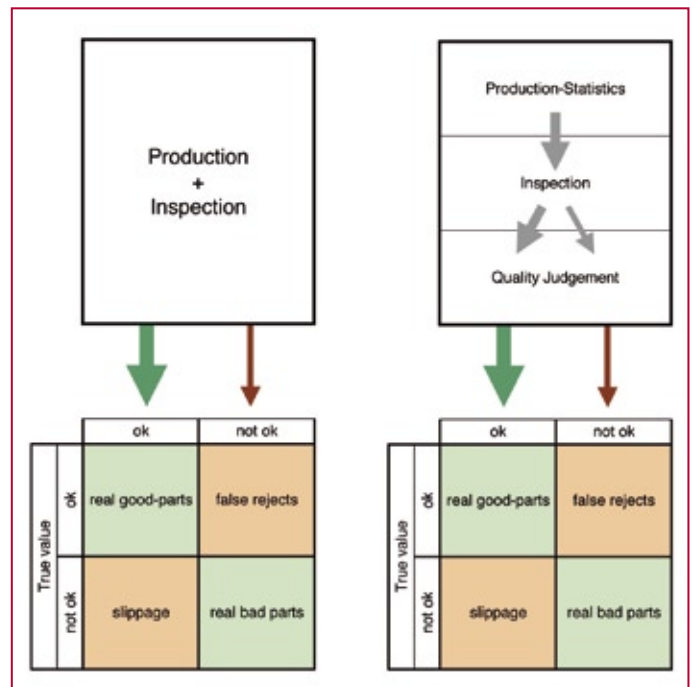 Production
+
Inspection
ok
not ok
True value
ok
not ok
real good-parts
false rejects
slippage
real bad parts
Production-Statistics
Inspection
Quality Judgement
ok
not ok
True value
ok
not ok
real good-parts
false rejects
slippage
real bad parts